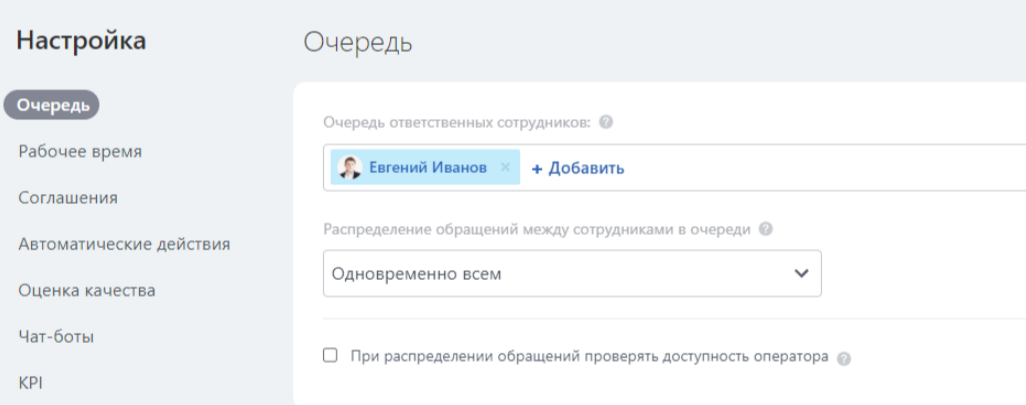 Настройка
Очередь
Рабочее время
Соглашения
Автоматические действия
Оценка качества
Чат-боты
KPI
Очередь
Очередь ответственных сотрудников: ?
Евгений Иванов × + Добавить
Распределение обращений между сотрудниками в очереди ?
Одновременно всем
При распределении обращений проверять доступность оператора ?